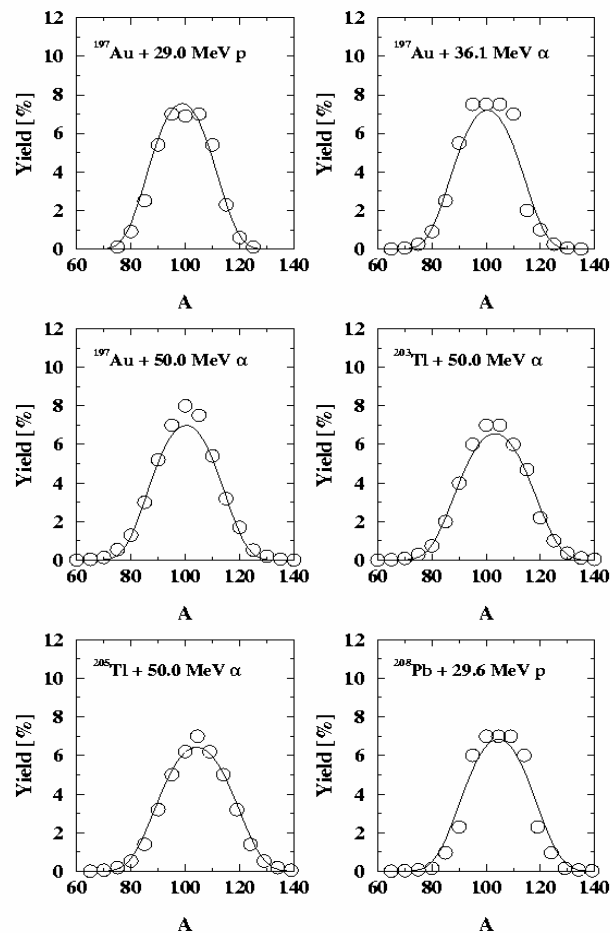 12
10
8
6
4
2
0
Yield [%]
¹⁹⁷Au + 29.0 MeV p
60 80 100 120 140
A
12
10
8
6
4
2
0
Yield [%]
¹⁹⁷Au + 36.1 MeV α
60 80 100 120 140
A
12
10
8
6
4
2
0
Yield [%]
¹⁹⁷Au + 50.0 MeV α
60 80 100 120 140
A
12
10
8
6
4
2
0
Yield [%]
²⁰³Tl + 50.0 MeV α
60 80 100 120 140
A
12
10
8
6
4
2
0
Yield [%]
²⁰⁵Tl + 50.0 MeV α
60 80 100 120 140
A
12
10
8
6
4
2
0
Yield [%]
²⁰⁸Pb + 29.6 MeV p
60 80 100 120 140
A